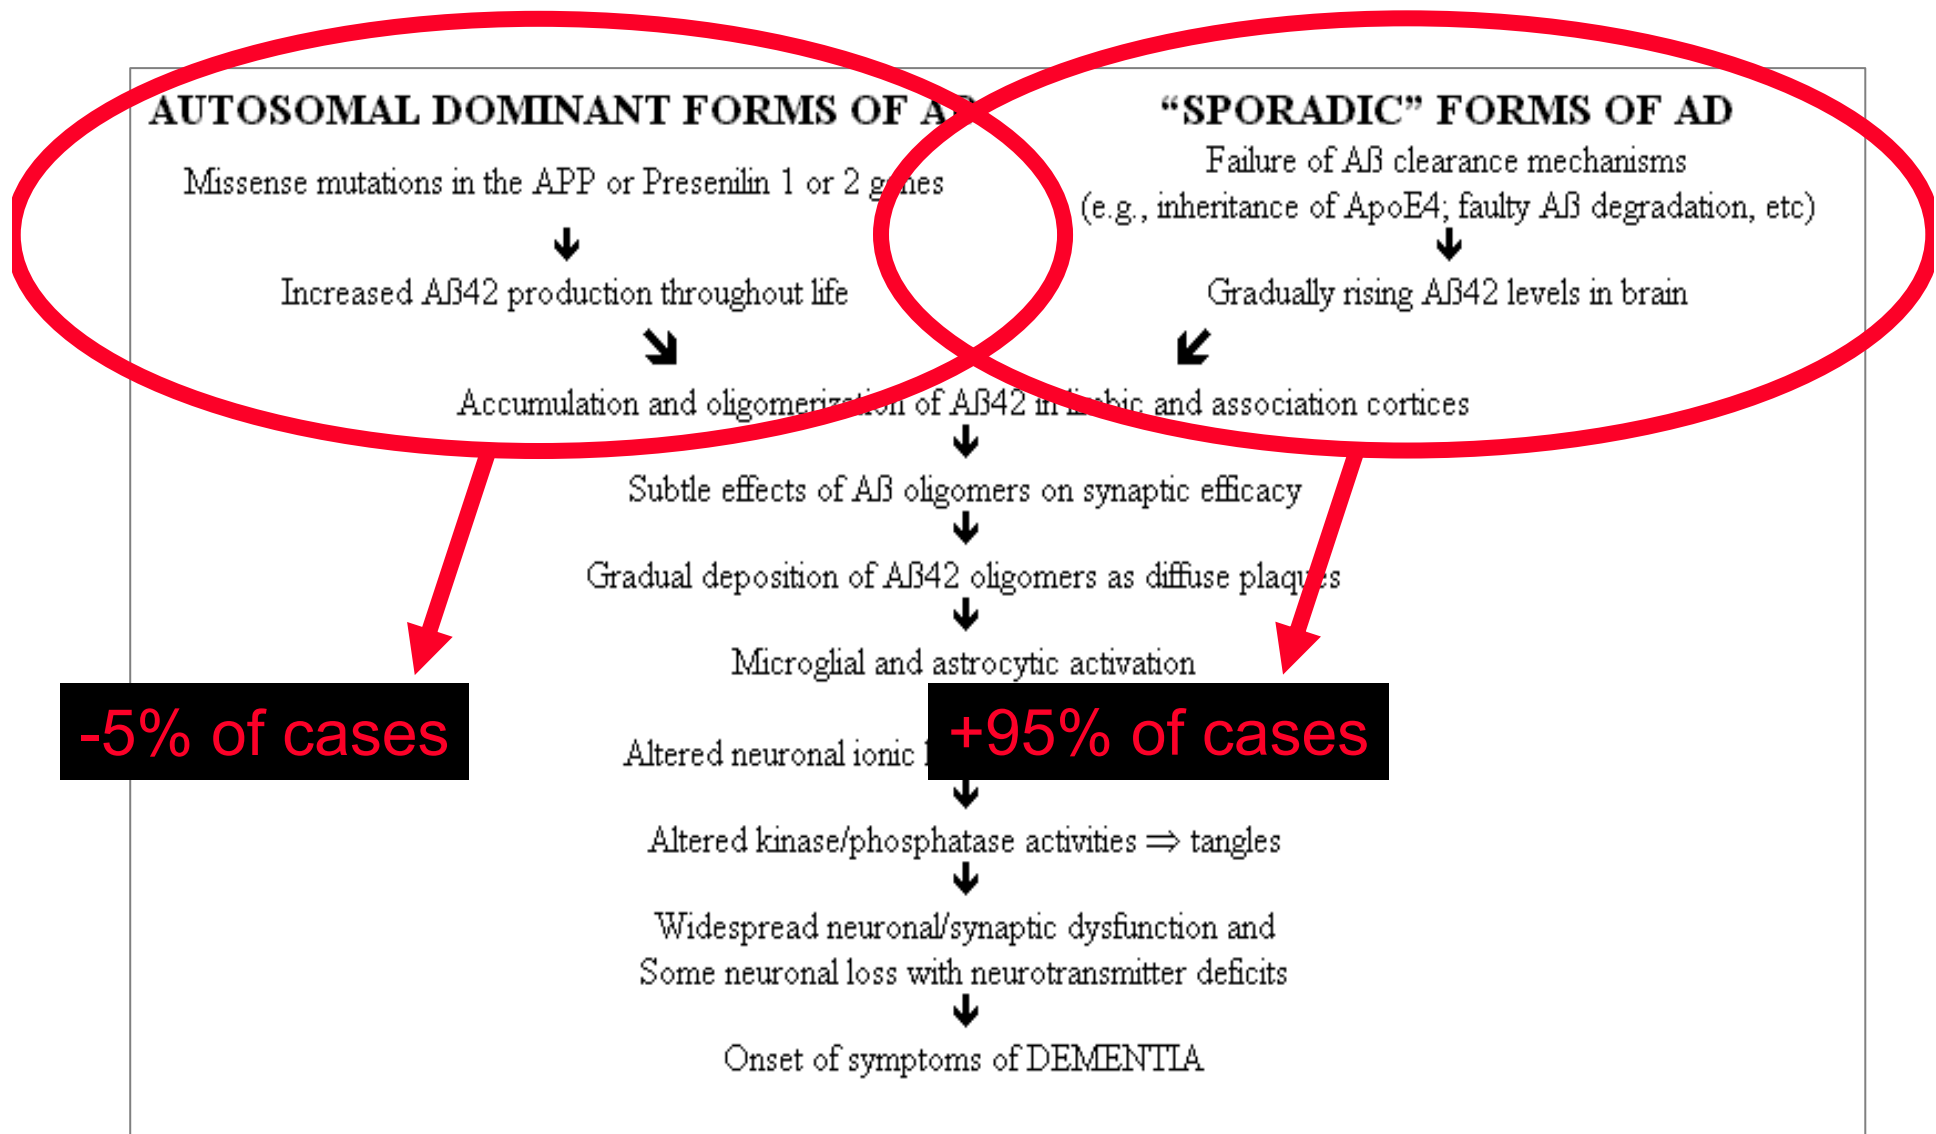 AUTOSOMAL DOMINANT FORMS OF AD
Missense mutations in the APP or Presenilin 1 or 2 genes
Increased Aß42 production throughout life
“SPORADIC” FORMS OF AD
Failure of Aß clearance mechanisms
(e.g., inheritance of ApoE4; faulty Aß degradation, etc)
Gradually rising Aß42 levels in brain
Accumulation and oligomerization of Aß42 in limbic and association cortices
Subtle effects of Aß oligomers on synaptic efficacy
Gradual deposition of Aß42 oligomers as diffuse plaques
Microglial and astrocytic activation
-5% of cases
+95% of cases
Altered neuronal ionic
Altered kinase/phosphatase activities ⇒ tangles
Widespread neuronal/synaptic dysfunction and
Some neuronal loss with neurotransmitter deficits
Onset of symptoms of DEMENTIA